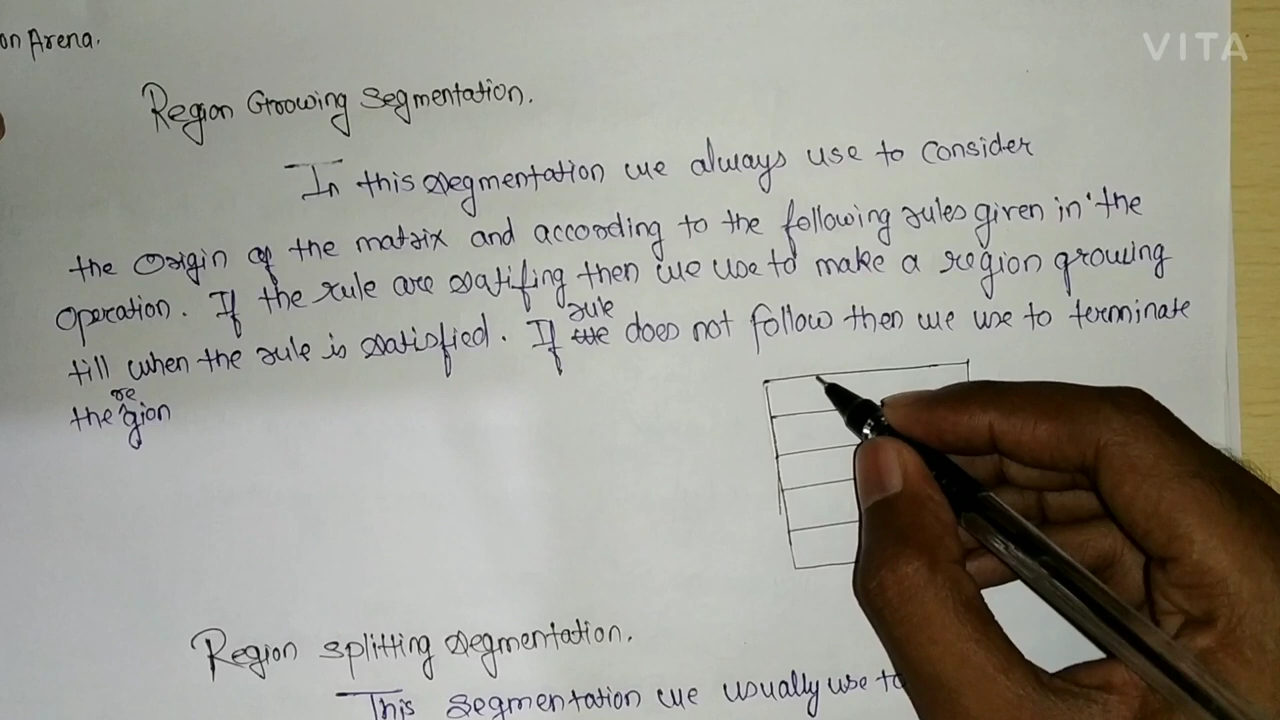 on Arena.
VITA
Region Growing Segmentation.
In this segmentation we always use to consider
the origin of the matrix and according to the following rules given in the
operation. If the rule are satifing then we use to make a region growing
till when the rule is satisfied. If rule does not follow then we use to terminate
the region
Region splitting segmentation.
This segmentation we usually use to